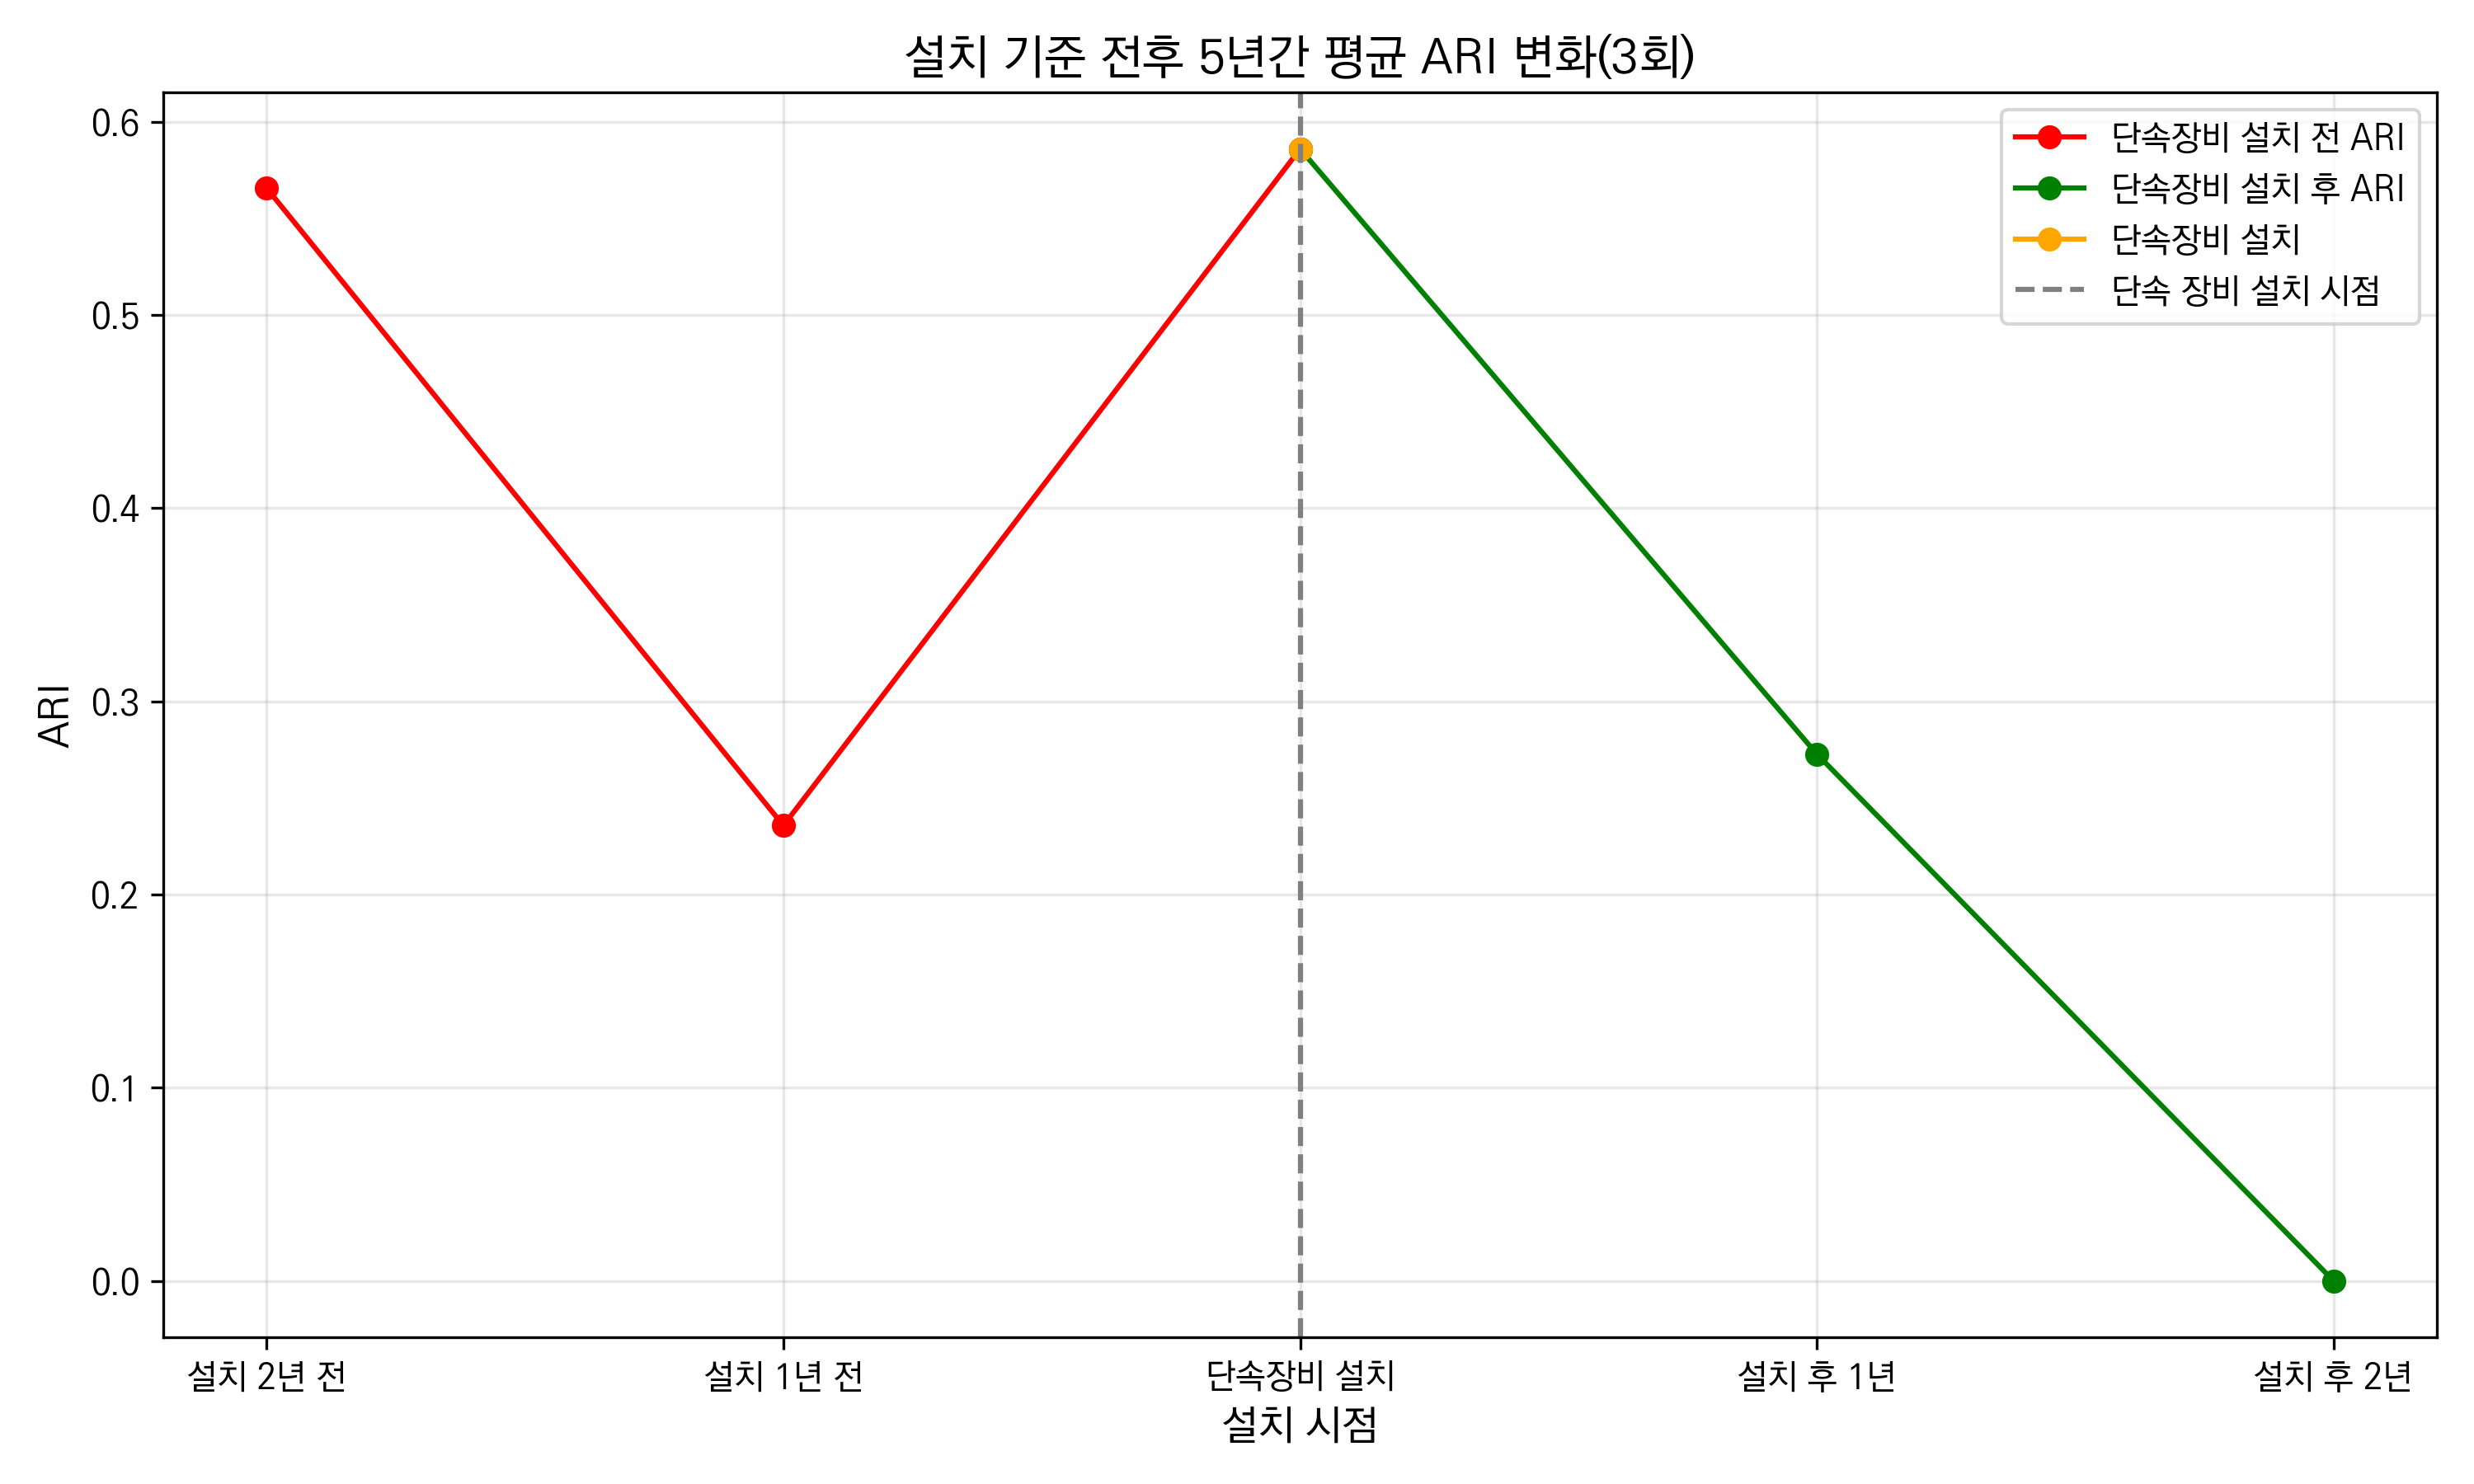 설치 기준 전후 5년간 평균 ARI 변화(3회)
단속장비 설치 전 ARI
단속장비 설치 후 ARI
단속장비 설치
단속 장비 설치 시점
ARI
0.6
0.5
0.4
0.3
0.2
0.1
0.0
설치 2년 전
설치 1년 전
단속장비 설치
설치 후 1년
설치 후 2년
설치 시점